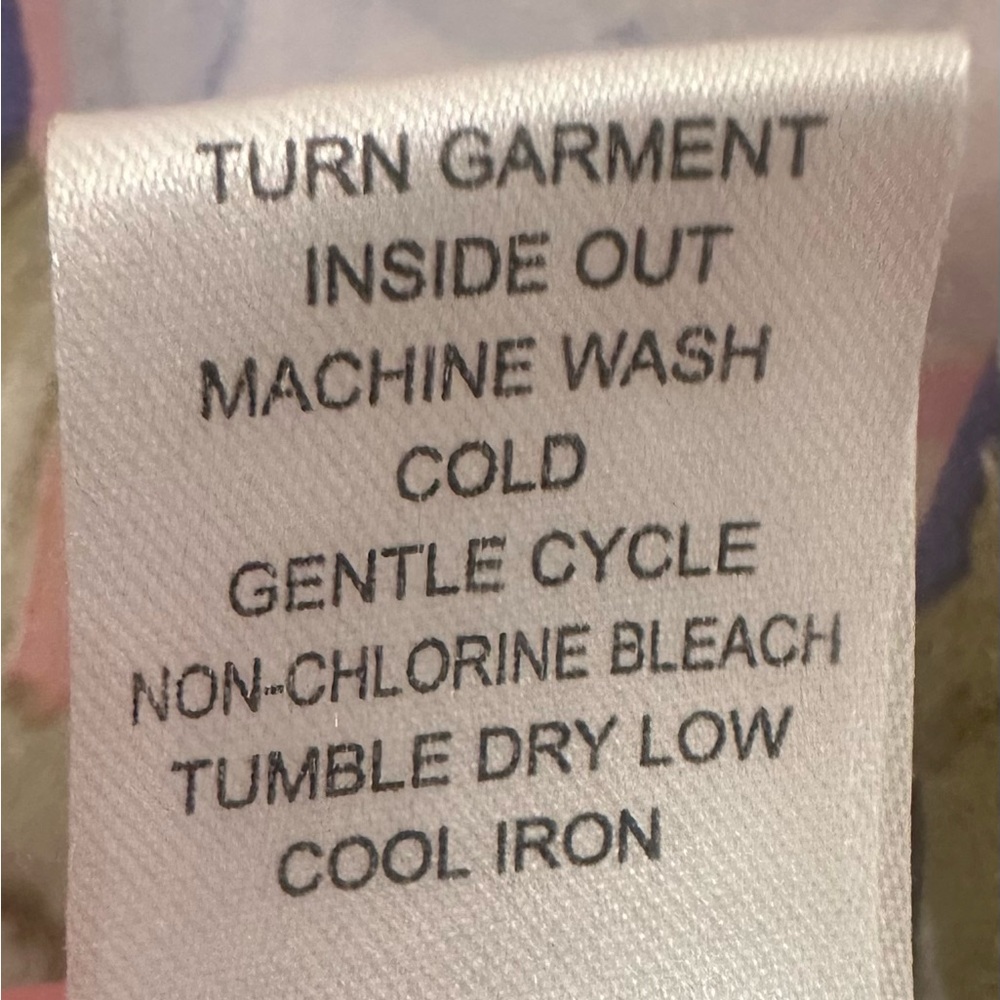 TURN GARMENT
INSIDE OUT
MACHINE WASH
COLD
GENTLE CYCLE
NON-CHLORINE BLEACH
TUMBLE DRY LOW
COOL IRON